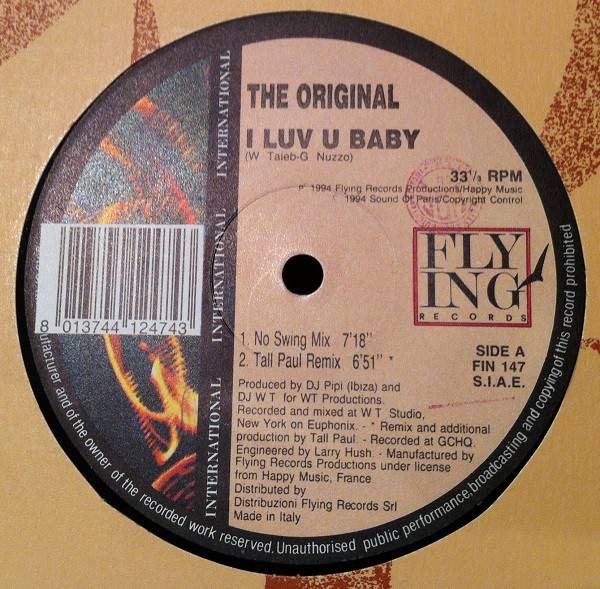 THE ORIGINAL
I LUV U BABY
(W Taieb-G Nuzzo)
33⅓ RPM
P 1994 Flying Records Productions/Happy Music
1994 Sound Of Paris/Copyright Control
INTERNATIONAL
INTERNATIONAL
INTERNATIONAL
8 013744 124743
FLY
ING
RECORDS
1. No Swing Mix 7'18"
2. Tall Paul Remix 6'51" *
SIDE A
FIN 147
S.I.A.E.
Produced by DJ Pipi (Ibiza) and
DJ W T for WT Productions.
Recorded and mixed at W T Studio,
New York on Euphonix. - * Remix and additional
production by Tall Paul. - Recorded at GCHQ.
Engineered by Larry Hush. - Manufactured by
Flying Records Productions under license
from Happy Music, France
Distributed by
Distribuzioni Flying Records Srl
Made in Italy
ufacturer and of the owner of the recorded work reserved. Unauthorised public performance, broadcasting and copying of this record prohibited